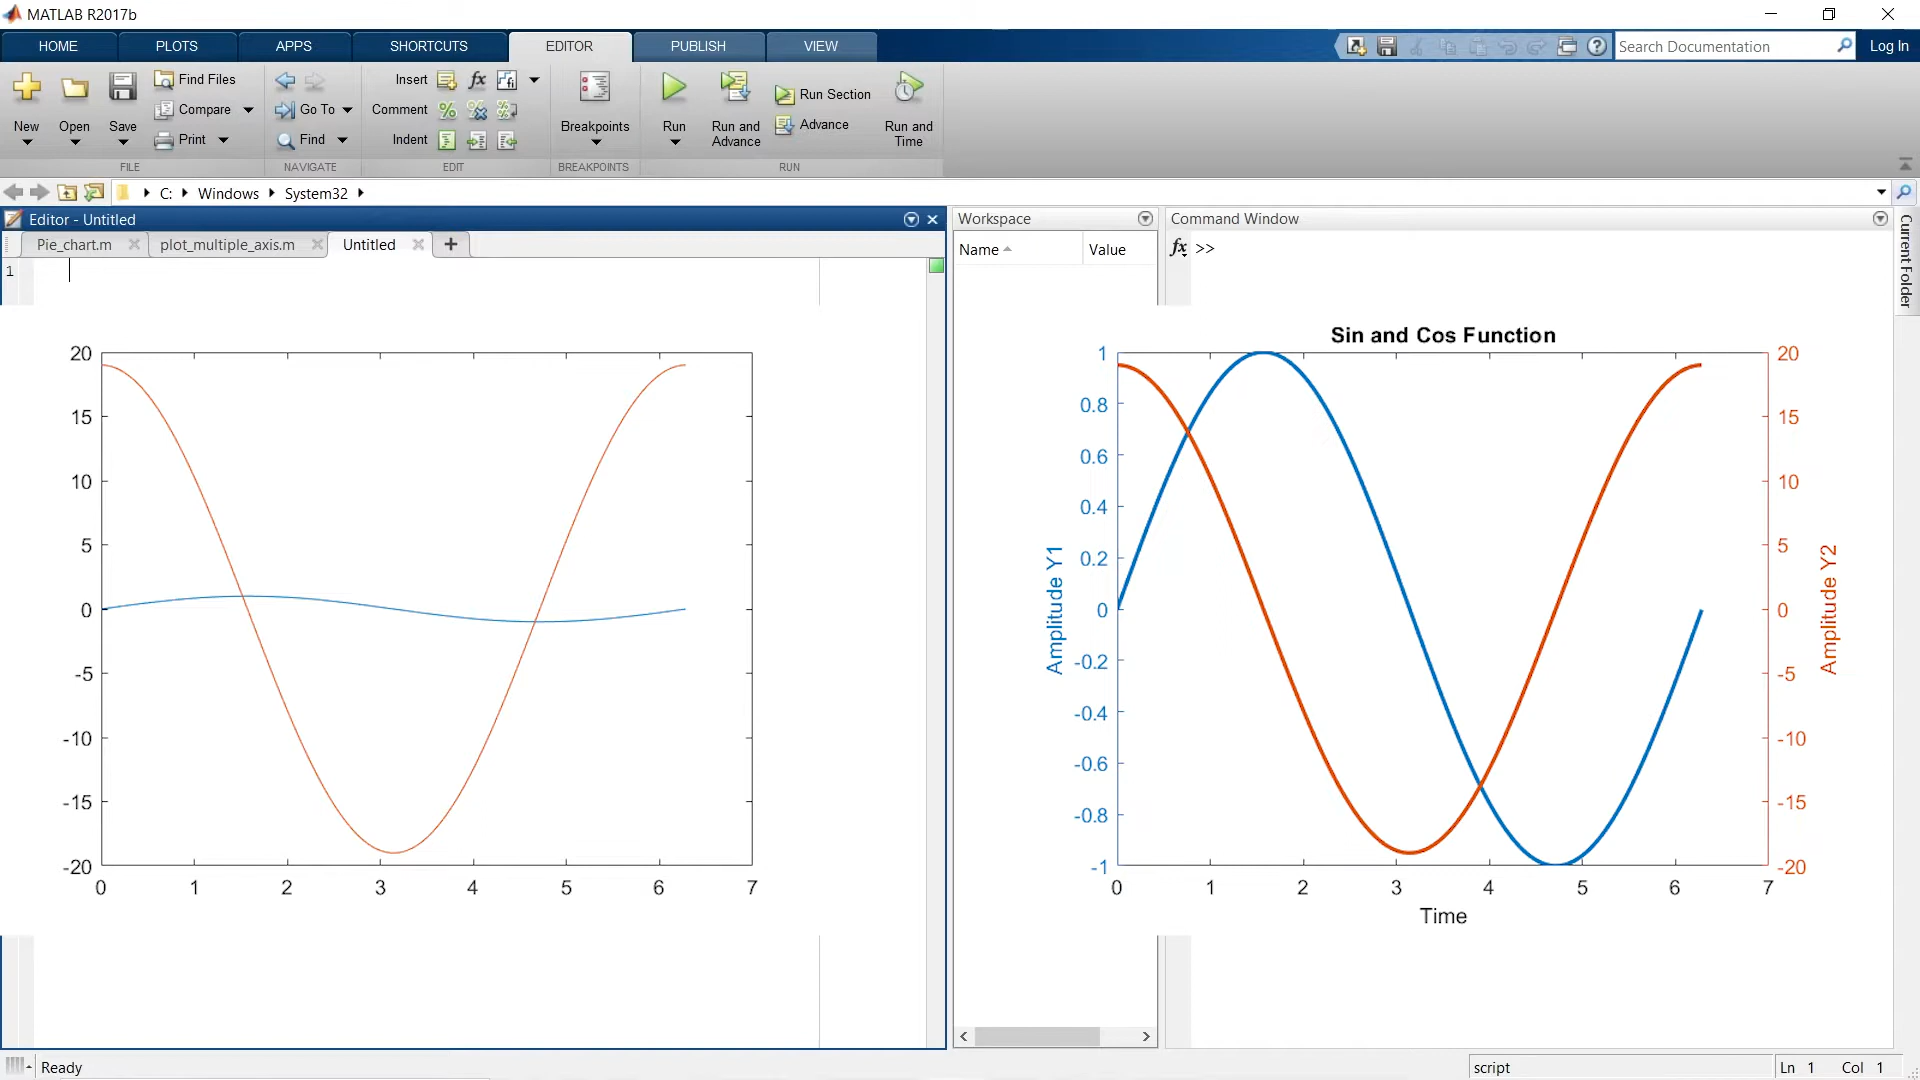 MATLAB R2017b
HOME PLOTS APPS SHORTCUTS EDITOR PUBLISH VIEW Search Documentation Log In
New Open Save Find Files Compare Print
Go To Find
Insert fx Comment Indent
Breakpoints
Run Run and Advance Run Section Advance Run and Time
FILE NAVIGATE EDIT BREAKPOINTS RUN
C: Windows System32
Editor - Untitled
Pie_chart.m plot_multiple_axis.m Untitled
1
20
15
10
5
0
-5
-10
-15
-20
0 1 2 3 4 5 6 7
Workspace
Name Value
Command Window
fx >>
Current Folder
Sin and Cos Function
1
0.8
0.6
0.4
0.2
0
-0.2
-0.4
-0.6
-0.8
-1
Amplitude Y1
20
15
10
5
0
-5
-10
-15
-20
Amplitude Y2
0 1 2 3 4 5 6 7
Time
Ready script Ln 1 Col 1